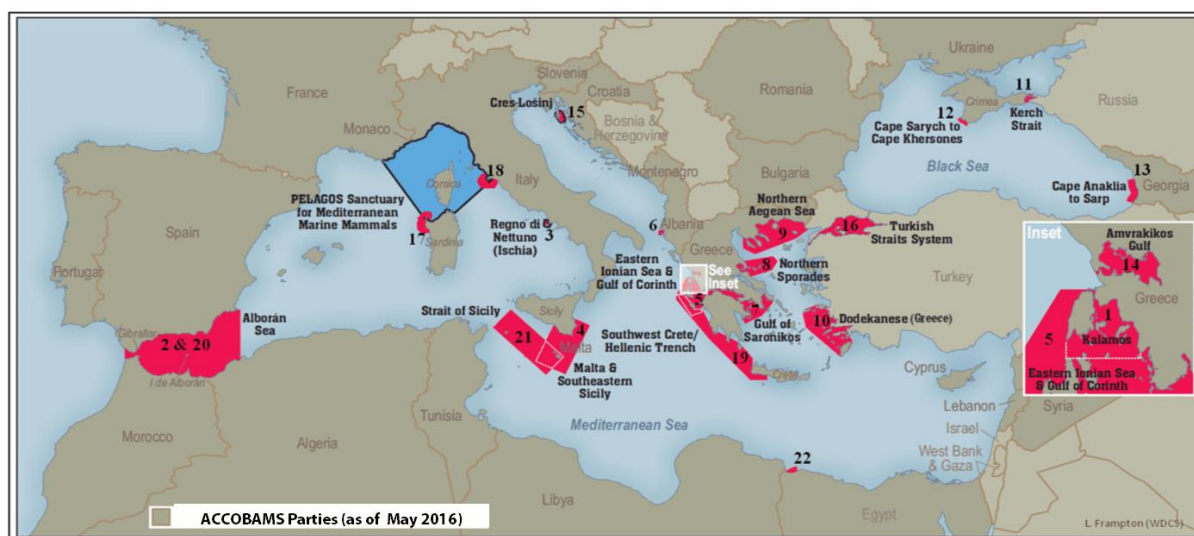 Ukraine
Slovenia
Croatia
France
Romania
11
Russia
Cres-Lošinj
15
Crimea
Kerch
Strait
Monaco
Bosnia &
Herzegovina
12
Cape Sarych to
Cape Khersones
Black Sea
13
18
Italy
Montenegro
Bulgaria
Corsica
Cape Anaklia
to Sarp
Georgia
PELAGOS Sanctuary
for Mediterranean
Marine Mammals
17
Sardinia
Spain
Regno di
Nettuno
(Ischia)
3
6
Albania
Northern
Aegean Sea
9
16
Turkish
Straits System
Greece
Portugal
Eastern
Ionian Sea &
Gulf of Corinth
See
Inset
8
Northern
Sporades
Turkey
Inset
Amvrakikos
Gulf
14
Greece
1
Kalamos
5
Eastern Ionian Sea
& Gulf of Corinth
Strait of Sicily
Sicily
5
Gibraltar
Alborán
Sea
2 & 20
I de Alborán
21
4
Malta
Malta &
Southeastern
Sicily
Southwest Crete/
Hellenic Trench
19
Gulf of
Saronikos
10
Dodekanese (Greece)
Crete
Cyprus
Lebanon
Syria
Israel
West Bank
& Gaza
Morocco
Algeria
Tunisia
Mediterranean Sea
22
Libya
Egypt
ACCOBAMS Parties (as of May 2016)
L. Frampton (WDCS)